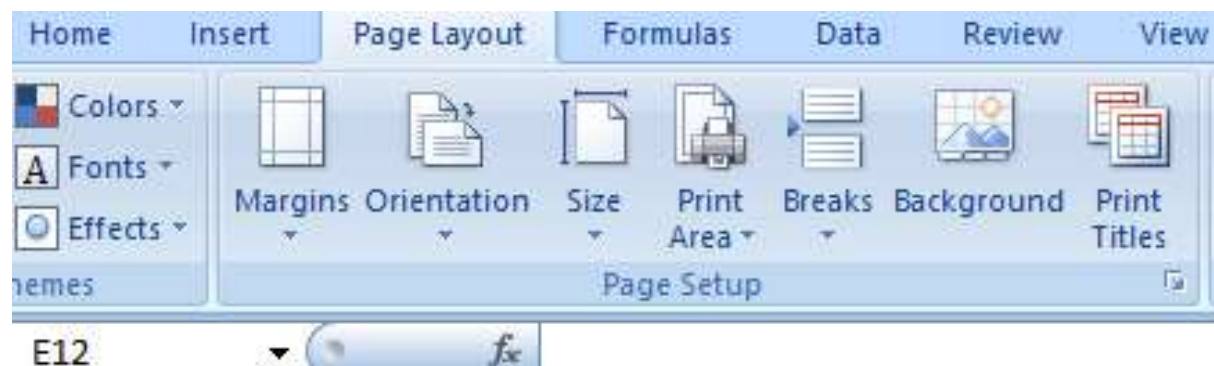 Home Insert Page Layout Formulas Data Review View
Colors
A Fonts
Effects
Margins Orientation Size Print Area Breaks Background Print Titles
hemes Page Setup
E12 fx